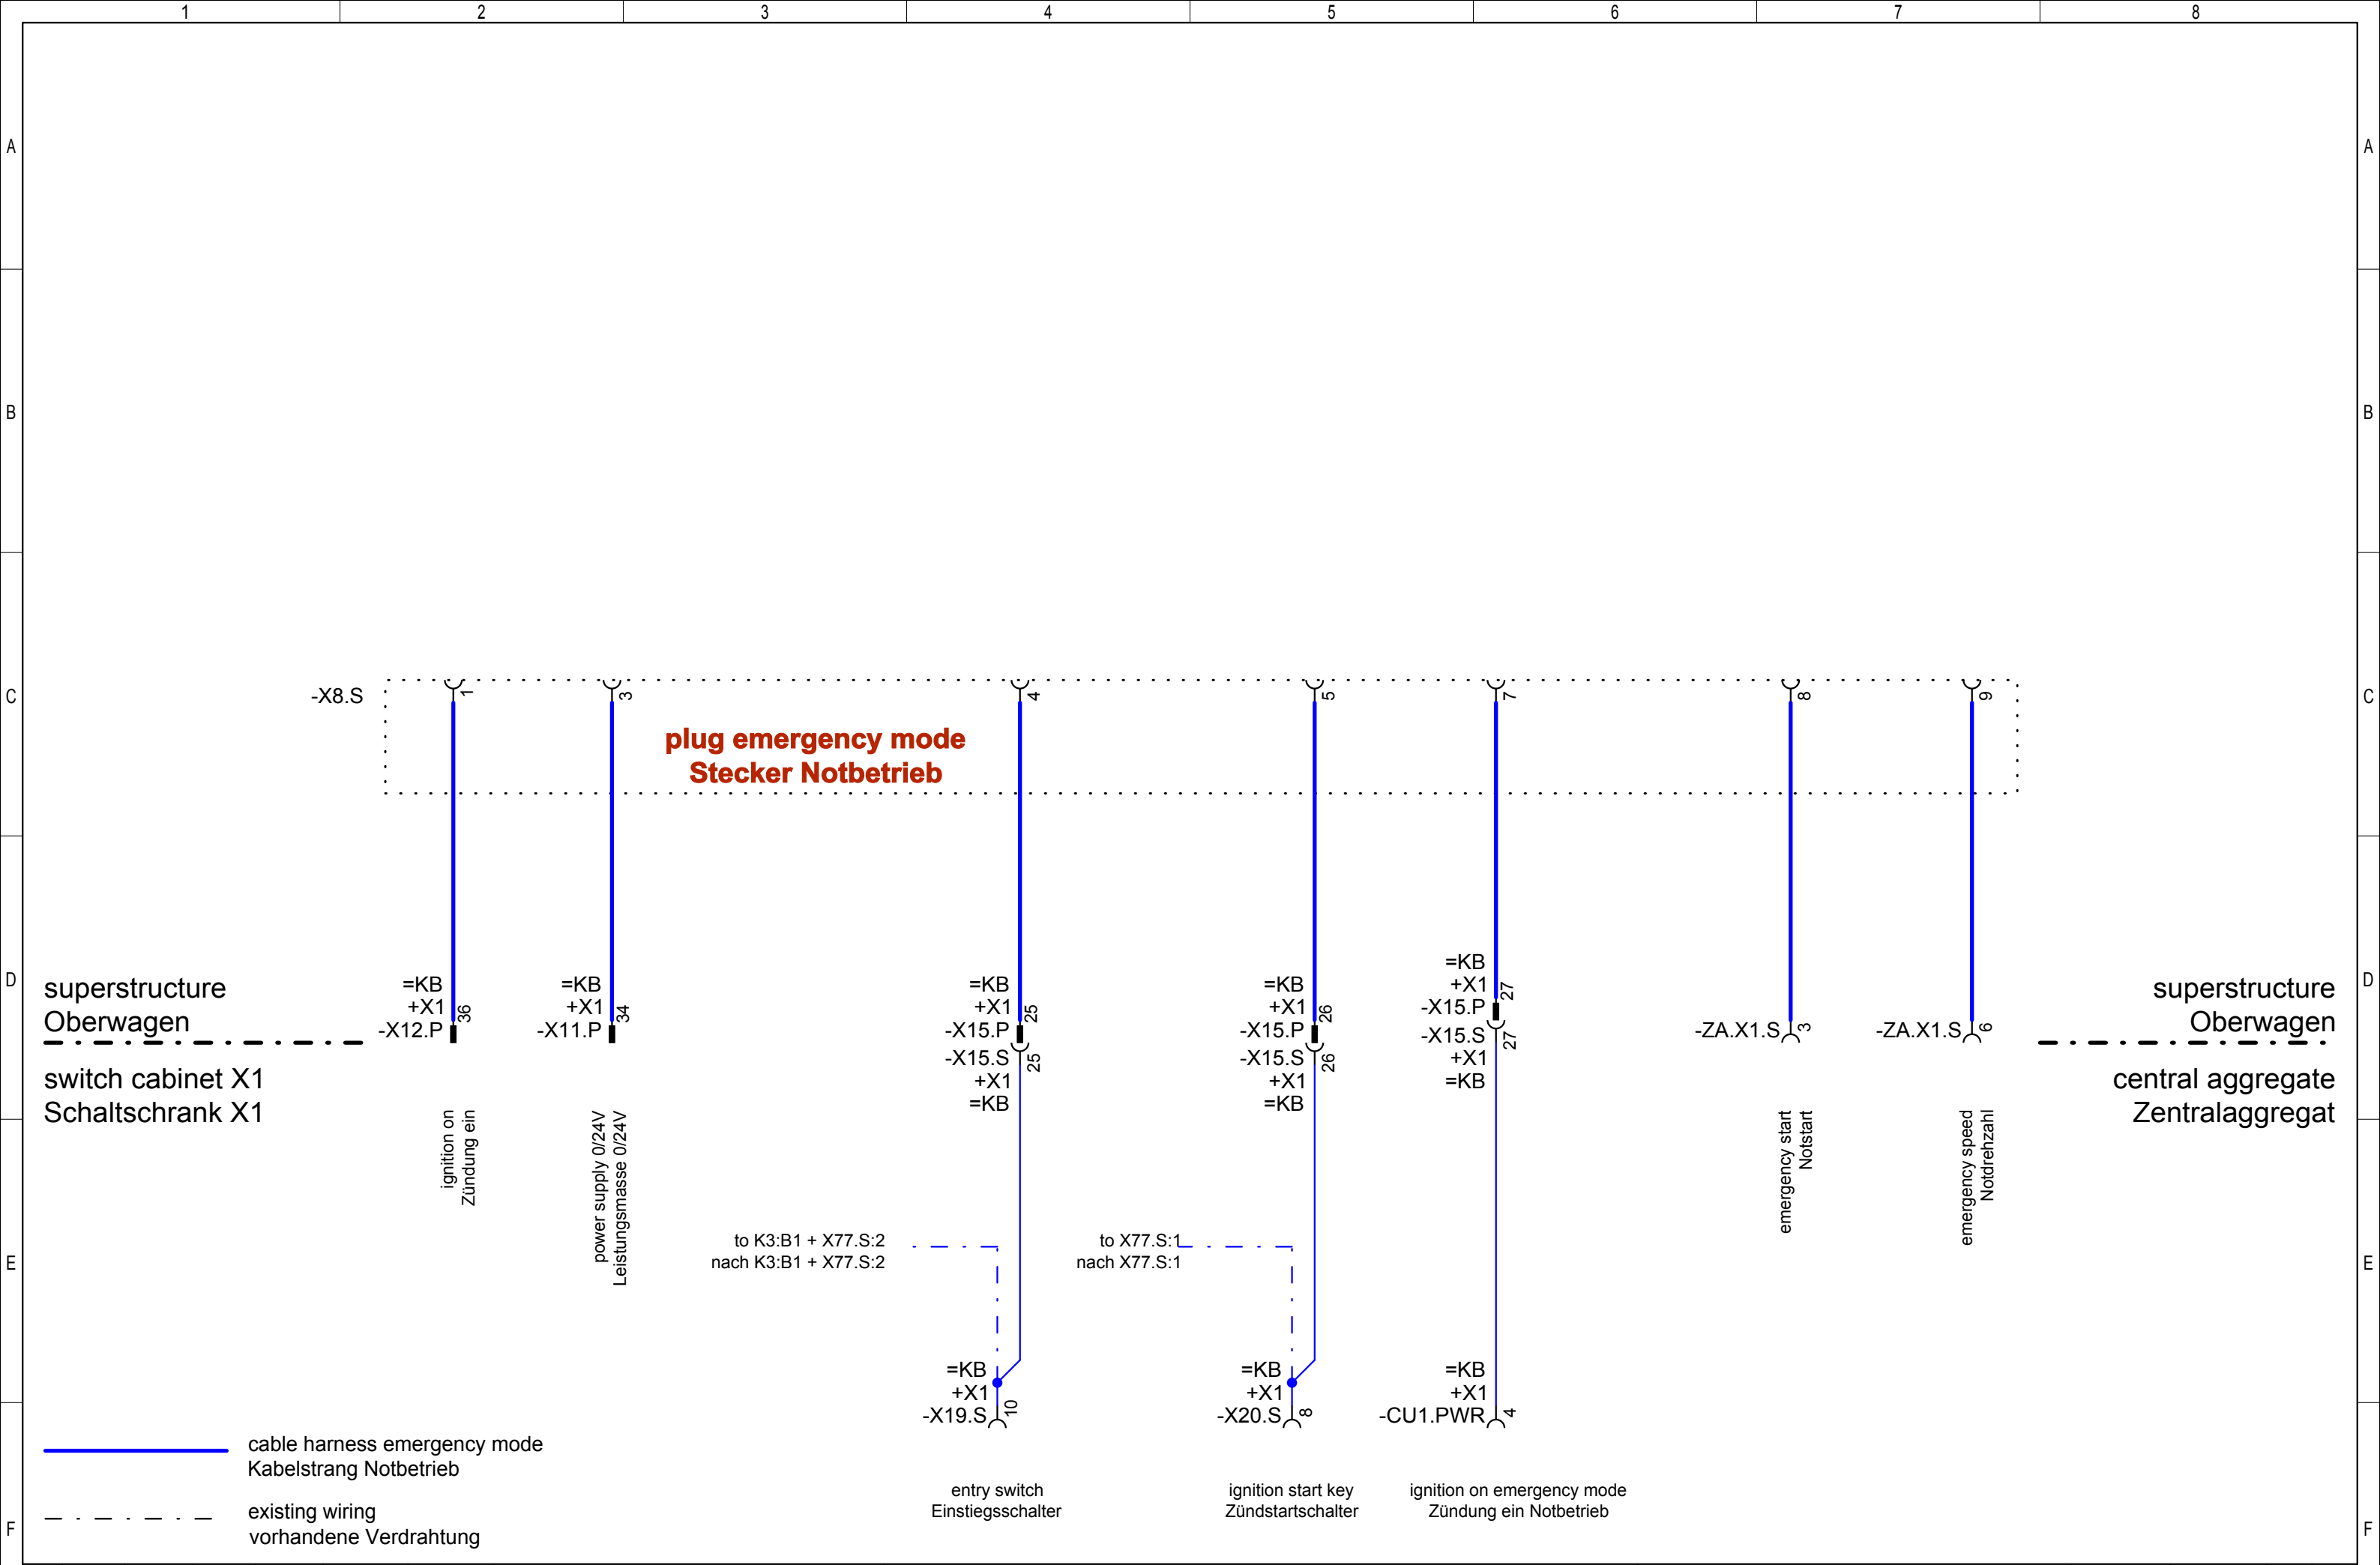 1 2 3 4 5 6 7 8
A A
B B
C C
-X8.S
1 3 4 5 7 8 9
plug emergency mode
Stecker Notbetrieb
D D
superstructure
Oberwagen
switch cabinet X1
Schaltschrank X1
=KB
+X1
-X12.P
36
ignition on
Zündung ein
=KB
+X1
-X11.P
34
power supply 0/24V
Leistungsmasse 0/24V
=KB
+X1
-X15.P
25
-X15.S
25
+X1
=KB
=KB
+X1
-X15.P
26
-X15.S
26
+X1
=KB
=KB
+X1
-X15.P
27
-X15.S
27
+X1
=KB
-ZA.X1.S
3
emergency start
Notstart
-ZA.X1.S
6
emergency speed
Notdrehzahl
superstructure
Oberwagen
central aggregate
Zentralaggregat
E E
to K3:B1 + X77.S:2
nach K3:B1 + X77.S:2
to X77.S:1
nach X77.S:1
=KB
+X1
-X19.S
10
entry switch
Einstiegsschalter
=KB
+X1
-X20.S
8
ignition start key
Zündstartschalter
=KB
+X1
-CU1.PWR
4
ignition on emergency mode
Zündung ein Notbetrieb
F F
cable harness emergency mode
Kabelstrang Notbetrieb
existing wiring
vorhandene Verdrahtung